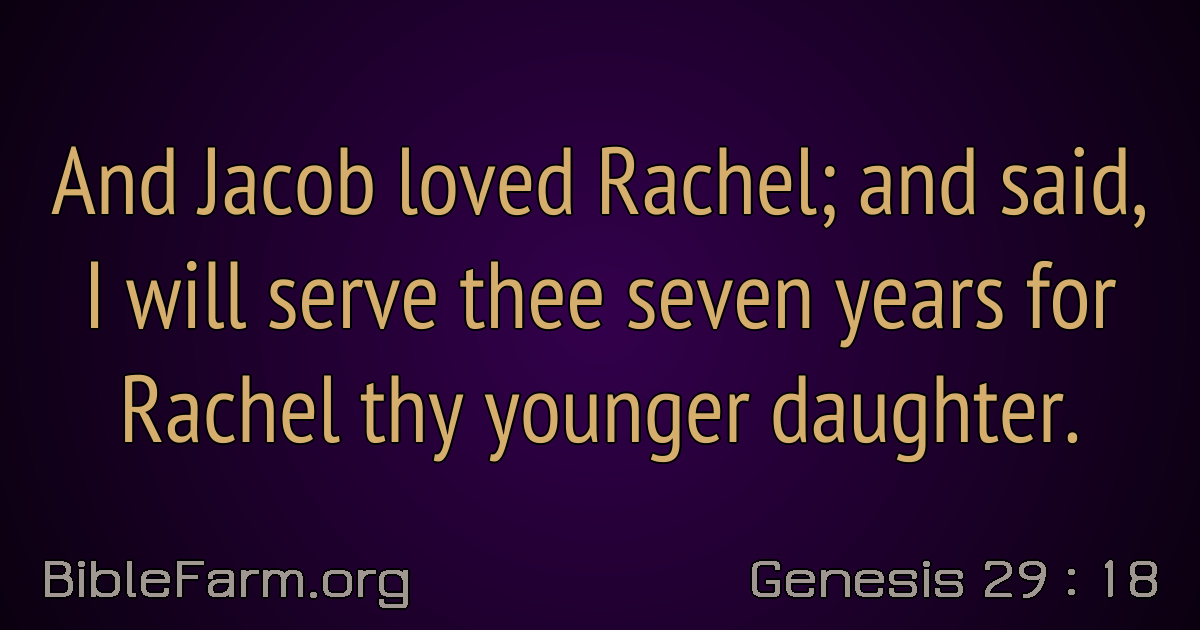 And Jacob loved Rachel; and said,
I will serve thee seven years for
Rachel thy younger daughter.
BibleFarm.org
Genesis 29 : 18